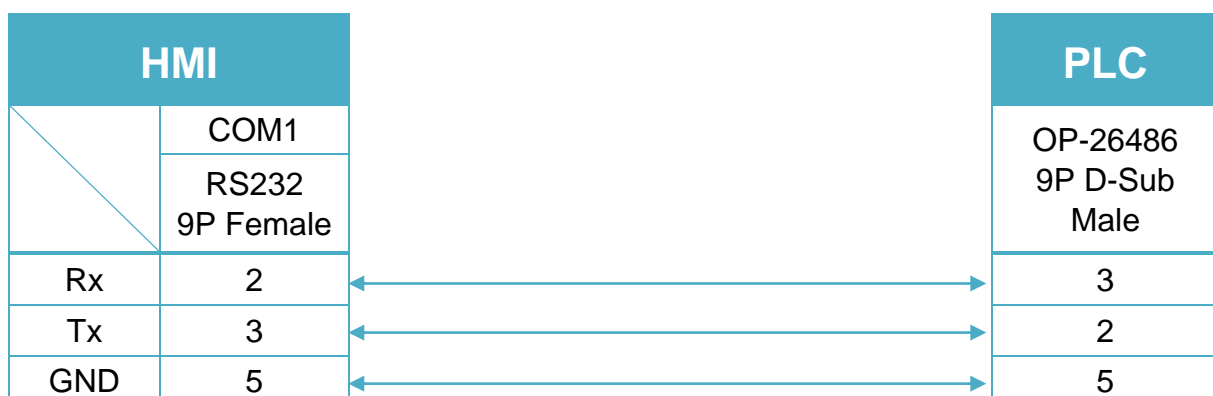 HMI
PLC
COM1
RS232
9P Female
OP-26486
9P D-Sub
Male
Rx 2 3
Tx 3 2
GND 5 5